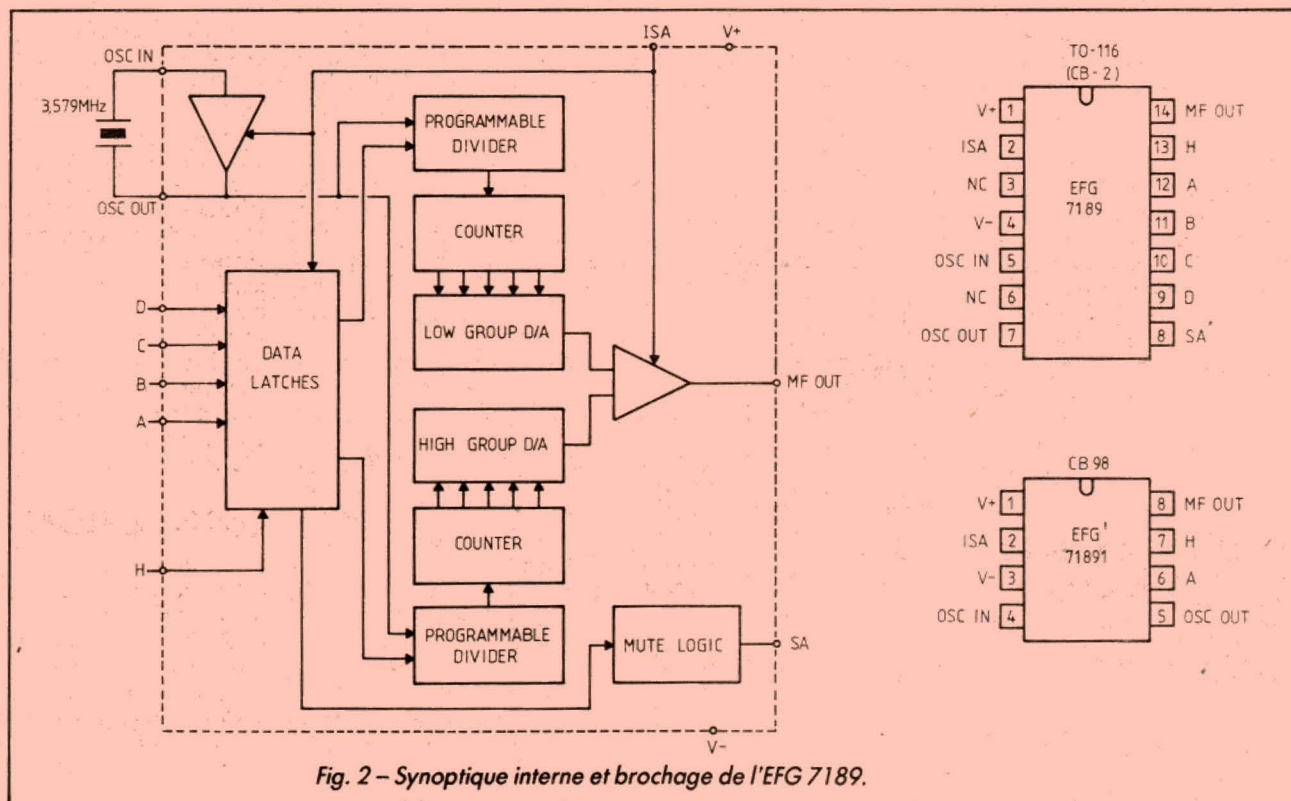 ISA
V+
OSC IN
3,579MHz
OSC OUT
PROGRAMMABLE
DIVIDER
COUNTER
LOW GROUP D/A
D
C
B
A
DATA
LATCHES
MF OUT
HIGH GROUP D/A
COUNTER
H
PROGRAMMABLE
DIVIDER
MUTE LOGIC
SA
V-
TO-116
(CB-2)
V+ 1 14 MF OUT
ISA 2 13 H
NC 3 12 A
EFG
7189
V- 4 11 B
OSC IN 5 10 C
NC 6 9 D
OSC OUT 7 8 SA
CB 98
V+ 1 8 MF OUT
EFG
71891
ISA 2 7 H
V- 3 6 A
OSC IN 4 5 OSC OUT
Fig. 2 – Synoptique interne et brochage de l'EFG 7189.